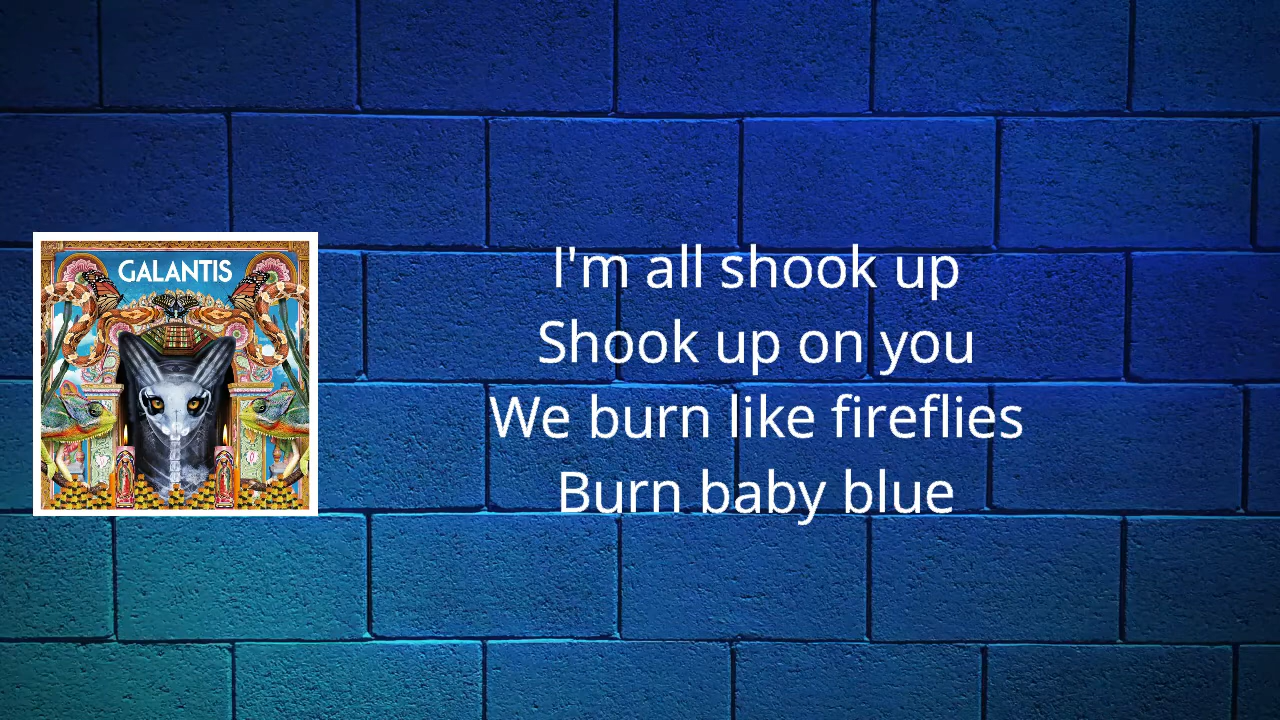 GALANTIS
I'm all shook up
Shook up on you
We burn like fireflies
Burn baby blue